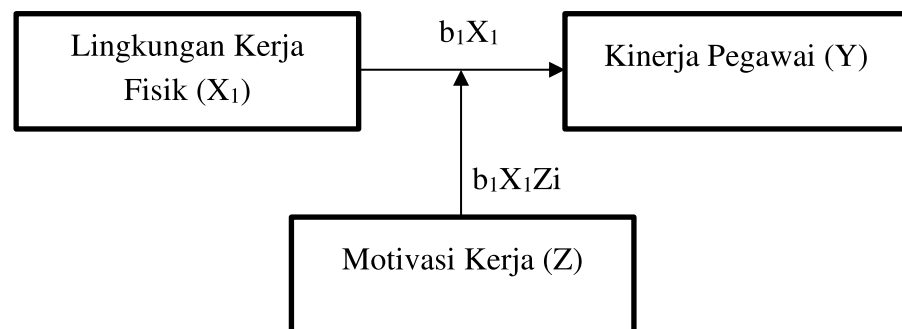 Lingkungan Kerja
Fisik (X₁)
b₁X₁
Kinerja Pegawai (Y)
b₁X₁Zi
Motivasi Kerja (Z)